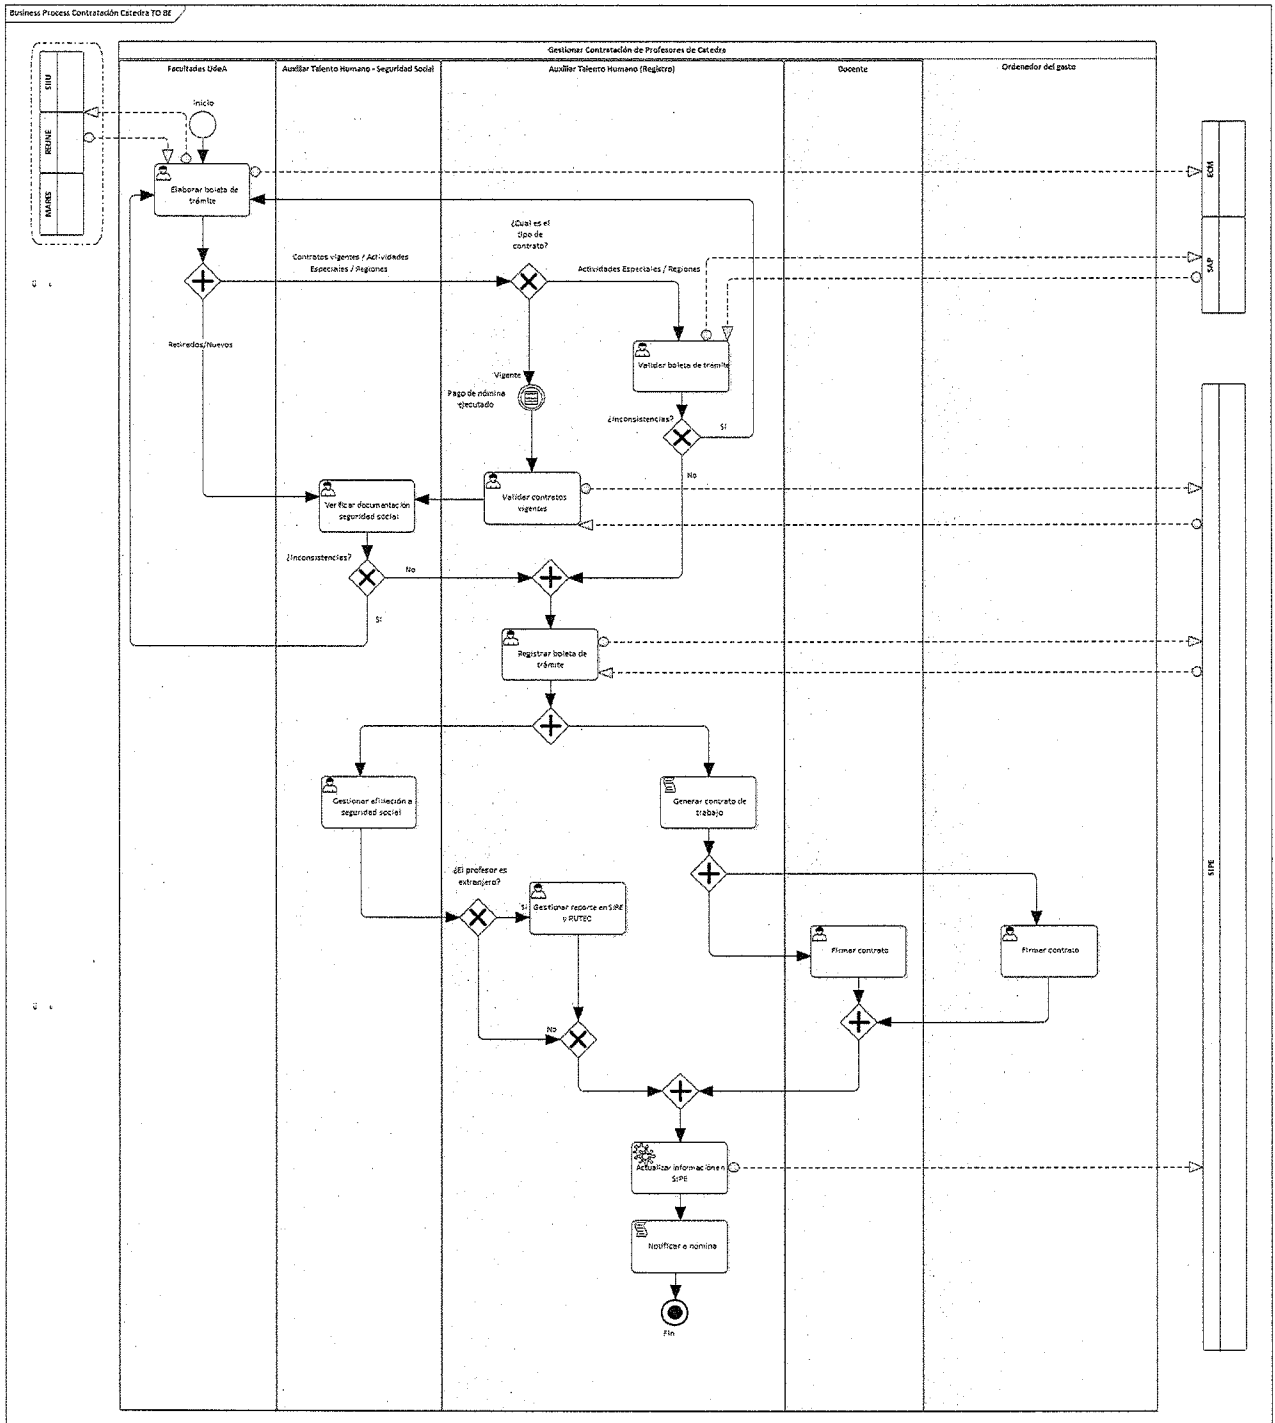 Business Process Contratación Catedra TO BE
Gestionar Contratación de Profesores de Catedra
Facultades UdeA
Auxiliar Talento Humano - Seguridad Social
Auxiliar Talento Humano (Registro)
Docente
Ordenedor del gasto
SIIU
REUNE
MARES
Inicio
Elaborar boleta de
trámite
ECM
SAP
¿Cual es el
tipo de
contrato?
Contratos vigentes / Actividades
Especiales / Regiones
Actividades Especiales / Regiones
Retirados/Nuevos
Validar boleta de trámite
Vigente
Pago de nómina
ejecutado
¿Inconsistencias?
Si
No
Verificar documentación
seguridad social
Validar contratos
vigentes
¿Inconsistencias?
No
Si
Registrar boleta de
trámite
Gestionar afiliación a
seguridad social
Generar contrato de
trabajo
SIPE
¿El profesor es
extranjero?
Si
Gestionar reporte en SIRE
y RUTEC
Firmar contrato
Firmar contrato
No
Actualizar información en
SIPE
Notificar a nómina
Fin